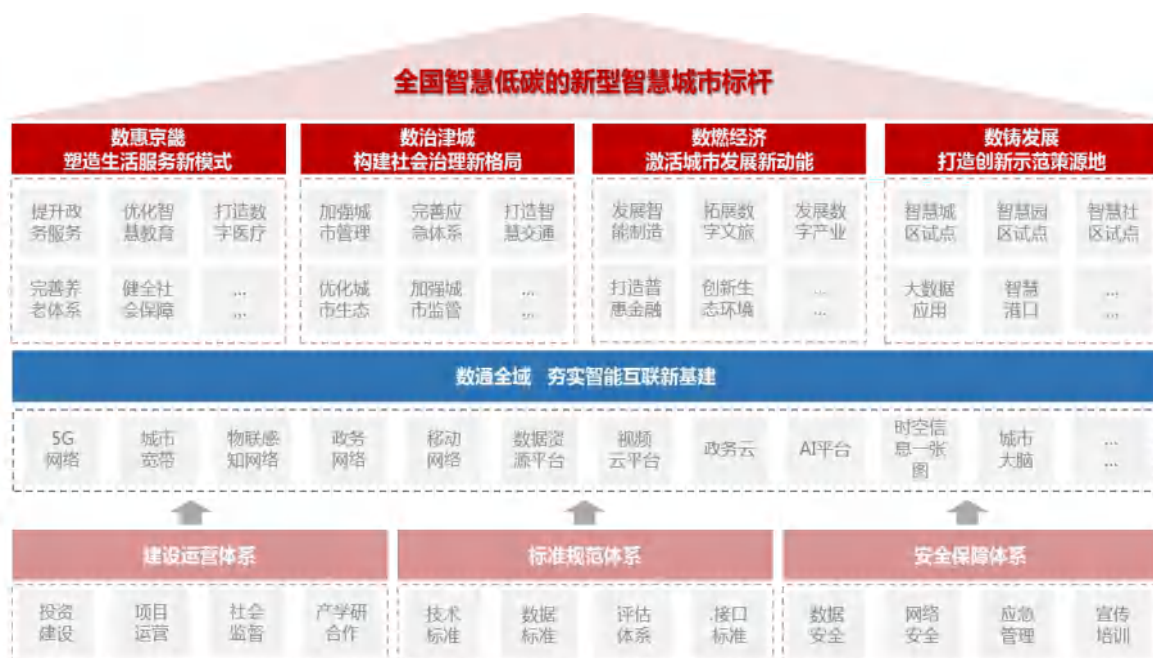 全国智慧低碳的新型智慧城市标杆
数惠京畿
塑造生活服务新模式
数治津城
构建社会治理新格局
数燃经济
激活城市发展新动能
数铸发展
打造创新示范策源地
提升政
务服务
优化智
慧教育
打造数
字医疗
完善养
老体系
健全社
会保障
...
...
加强城
市管理
完善应
急体系
打造智
慧交通
优化城
市生态
加强城
市监管
...
...
发展智
能制造
拓展数
字文旅
发展数
字产业
打造普
惠金融
创新生
态环境
...
...
智慧城
区试点
智慧园
区试点
智慧社
区试点
大数据
应用
智慧
港口
...
...
数通全域 夯实智能互联新基建
5G
网络
城市
宽带
物联感
知网络
政务
网络
移动
网络
数据资
源平台
视频
云平台
政务云
AI平台
时空信
息一张
图
城市
大脑
...
...
建设运营体系
标准规范体系
安全保障体系
投资
建设
项目
运营
社会
监督
产学研
合作
技术
标准
数据
标准
评估
体系
.接口
标准
数据
安全
网络
安全
应急
管理
宣传
培训